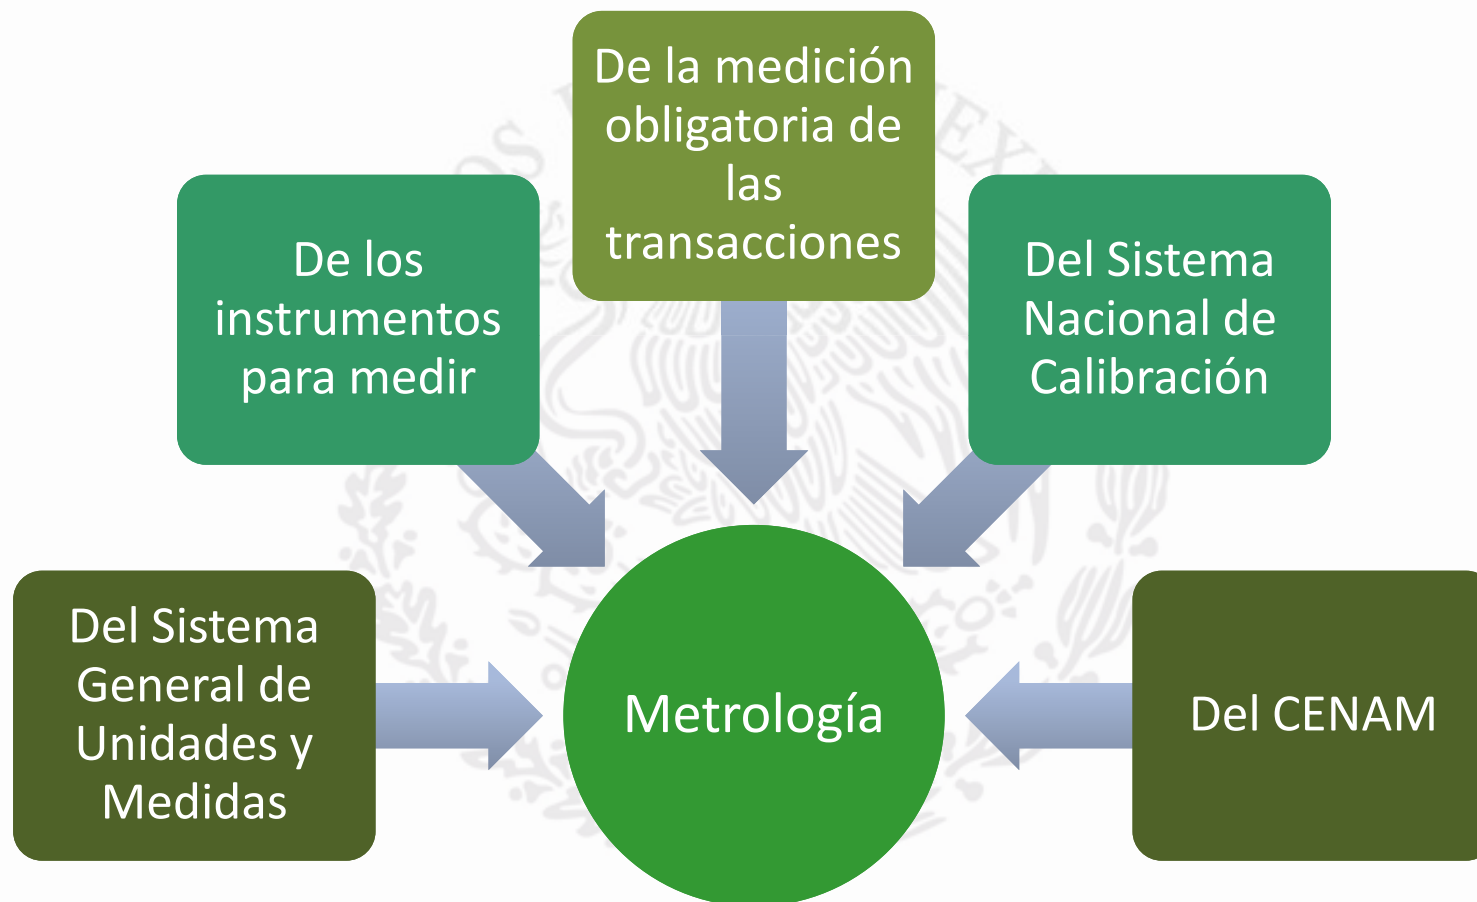 De la medición
obligatoria de
las
transacciones
De los
instrumentos
para medir
Del Sistema
Nacional de
Calibración
Del Sistema
General de
Unidades y
Medidas
Metrología
Del CENAM